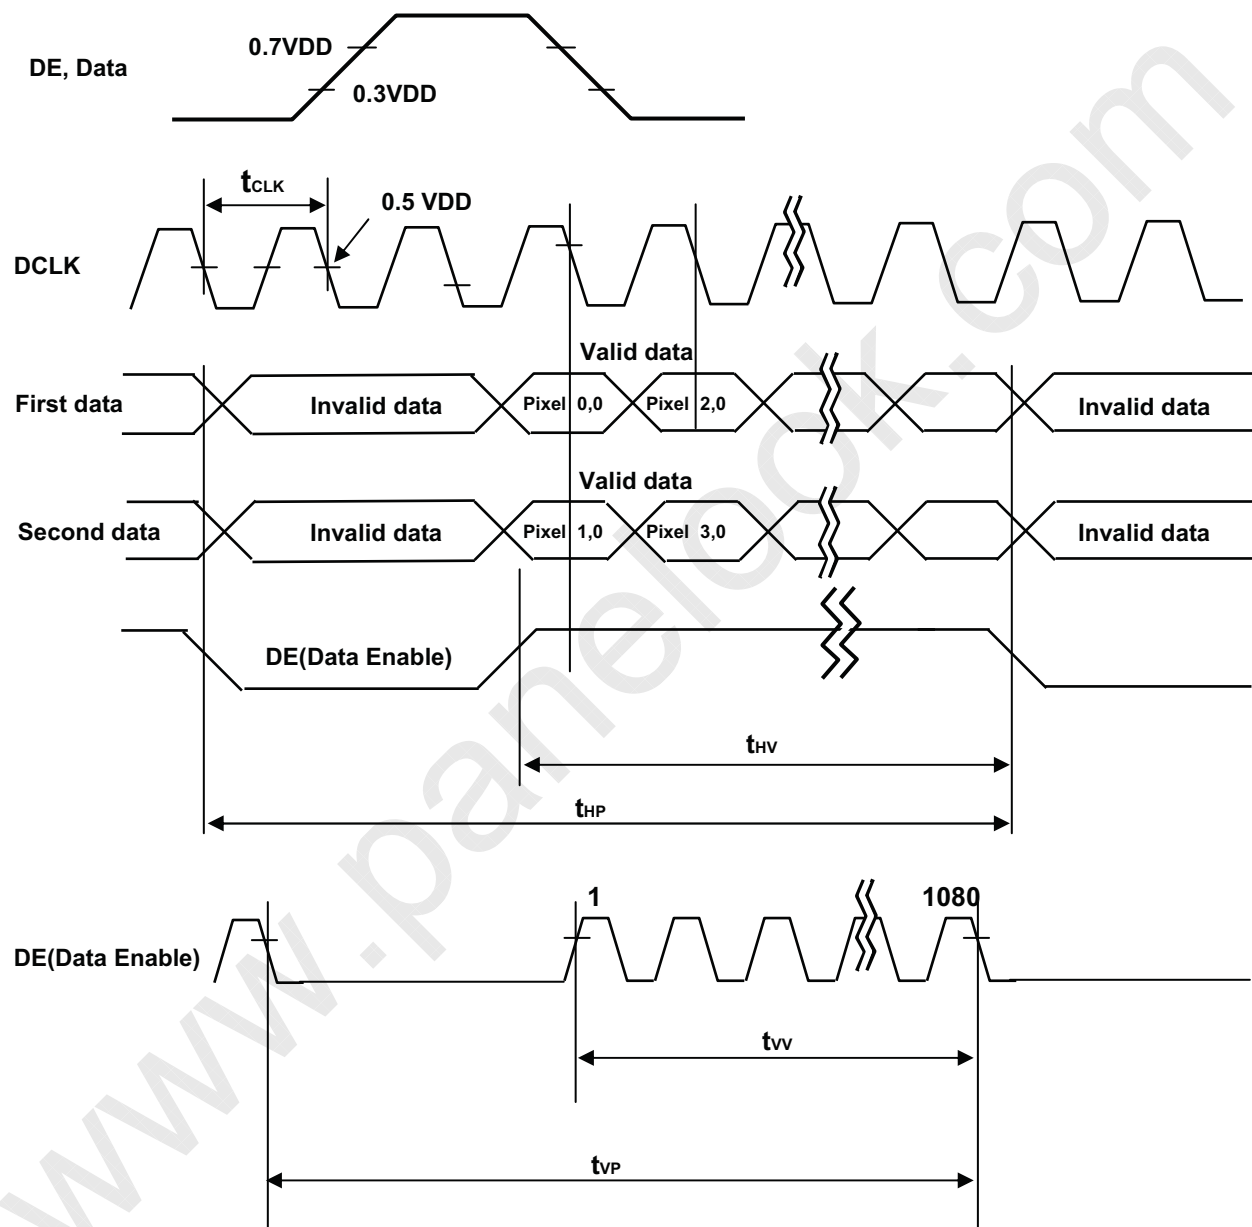 0.7VDD
DE, Data
0.3VDD
tCLK
0.5 VDD
DCLK
Valid data
First data
Invalid data
Pixel 0,0
Pixel 2,0
Invalid data
Valid data
Second data
Invalid data
Pixel 1,0
Pixel 3,0
Invalid data
DE(Data Enable)
tHV
tHP
1
1080
DE(Data Enable)
tVV
tVP
www.panelook.com